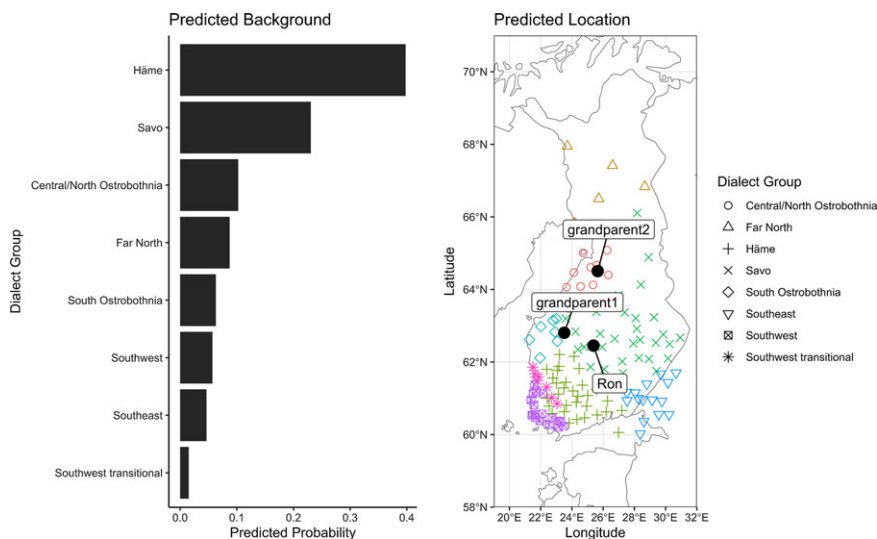 Predicted Background
Dialect Group
Häme
Savo
Central/North Ostrobothnia
Far North
South Ostrobothnia
Southwest
Southeast
Southwest transitional
0.0 0.1 0.2 0.3 0.4
Predicted Probability
Predicted Location
Latitude
70°N
68°N
66°N
64°N
62°N
60°N
58°N
grandparent2
grandparent1
Ron
20°E 22°E 24°E 26°E 28°E 30°E 32°E
Longitude
Dialect Group
Central/North Ostrobothnia
Far North
Häme
Savo
South Ostrobothnia
Southeast
Southwest
Southwest transitional